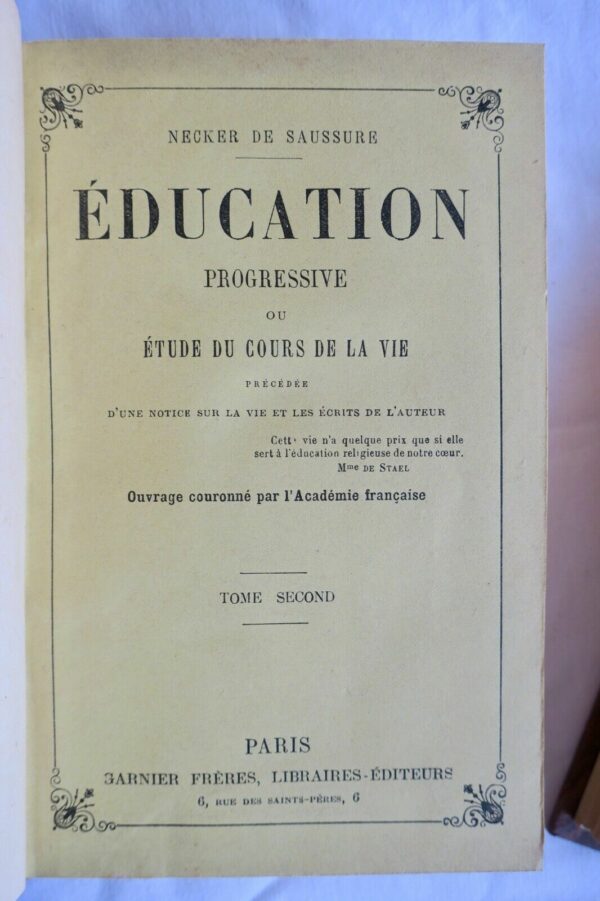 NECKER DE SAUSSURE
ÉDUCATION
PROGRESSIVE
OU
ÉTUDE DU COURS DE LA VIE
PRÉCÉDÉE
D'UNE NOTICE SUR LA VIE ET LES ÉCRITS DE L'AUTEUR
Cette vie n'a quelque prix que si elle
sert à l'éducation religieuse de notre cœur.
Mme DE STAEL
Ouvrage couronné par l'Académie française
TOME SECOND
PARIS
GARNIER FRÈRES, LIBRAIRES-ÉDITEURS
6, RUE DES SAINTS-PÈRES, 6